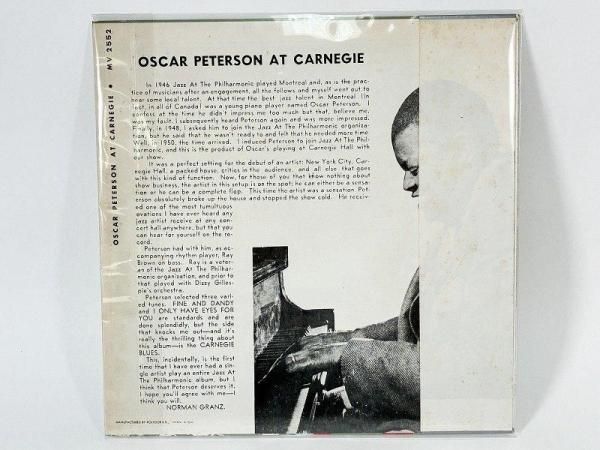 OSCAR PETERSON AT CARNEGIE
In 1946 Jazz At The Philharmonic played Montreal and, as is the prac-
tice of musicians after an engagement, all the fellows and myself went out to
hear some local talent. At that time the best jazz talent in Montreal (in
fact, in all of Canada) was a young piano player named Oscar Peterson. I
confess at the time he didn't impress me too much but that, believe me,
was my fault. I subsequently heard Peterson again and was more impressed.
Finally, in 1948, I asked him to join the Jazz At The Philharmonic organiza-
tion, but he said that he wasn't ready to and felt that he needed more time.
Well, in 1950, the time arrived. I induced Peterson to join Jazz At The Phil-
harmonic, and this is the product of Oscar's playing at Carnegie Hall with
our show.
It was a perfect setting for the debut of an artist: New York City, Car-
negie Hall, a packed house, critics in the audience, and all else that goes
with this kind of function. Now, for those of you that know nothing about
show business, the artist in this setup is on the spot; he can either be a sensa-
tion or he can be a complete flop. This time the artist was a sensation. Pet-
erson absolutely broke up the house and stopped the show cold. He receiv-
ed one of the most tumultuous
ovations I have ever heard any
jazz artist receive at any con-
cert hall anywhere, but that you
can hear for yourself on the re-
cord.
Peterson had with him, as ac-
companying rhythm player, Ray
Brown on bass. Ray is a veter-
an of the Jazz At The Philhar-
monic organization, and prior to
that played with Dizzy Gilles-
pie's orchestra.
Peterson selected three vari-
ed tunes. FINE AND DANDY
and I ONLY HAVE EYES FOR
YOU are standards and are
done splendidly, but the side
that knocks me out—and it's
really the thrilling thing about
this album—is the CARNEGIE
BLUES.
This, incidentally, is the first
time that I have ever had a sin-
gle artist play an entire Jazz At
The Philharmonic album, but I
think that Peterson deserves it.
I hope you'll agree with me—I
think you will.
NORMAN GRANZ.
OSCAR PETERSON AT CARNEGIE • MV 2552
MANUFACTURED BY POLYDOR K.K.,